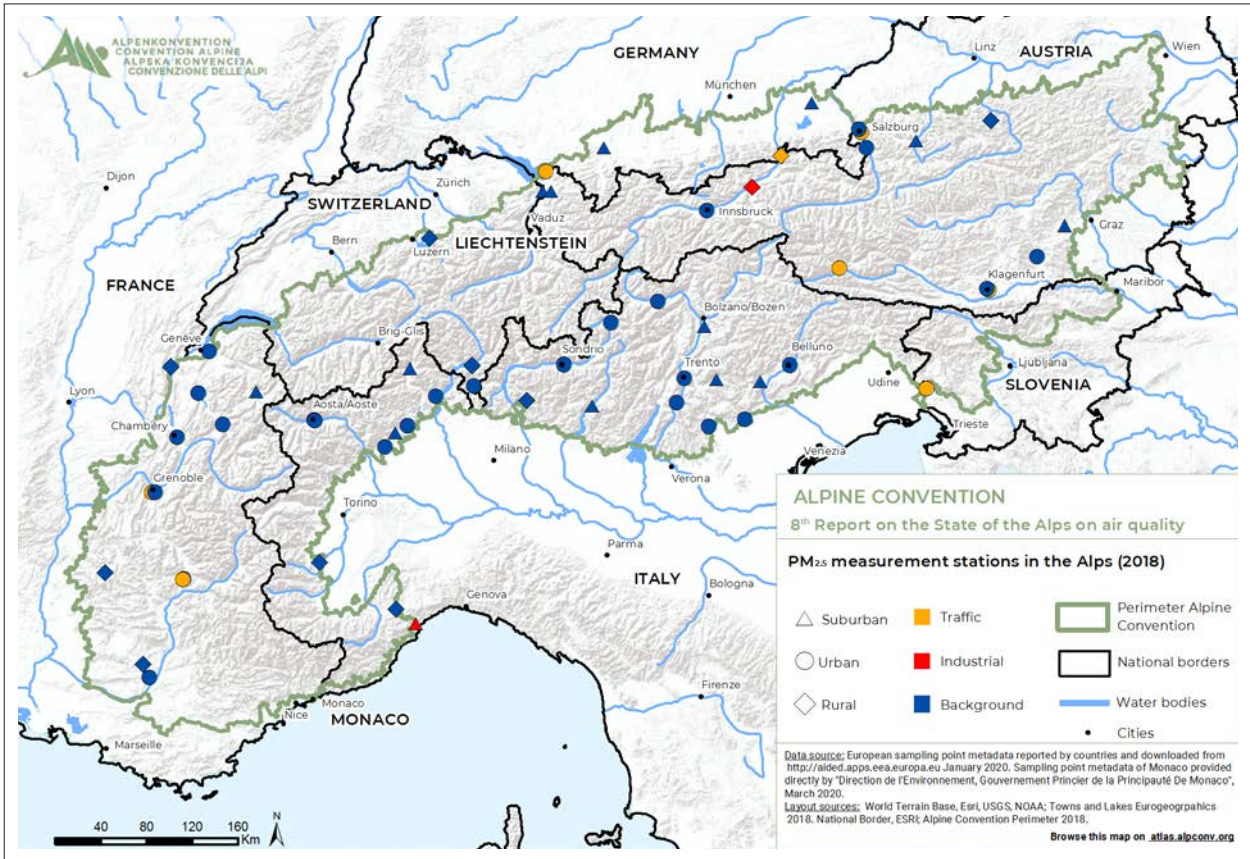 ALPENKONVENTION
CONVENTION ALPINE
ALPSKA KONVENCIJA
CONVENZIONE DELLE ALPI
GERMANY
Linz
AUSTRIA
Wien
München
Salzburg
Dijon
Zürich
SWITZERLAND
Vaduz
Innsbruck
Bern
Luzern
LIECHTENSTEIN
Graz
FRANCE
Klagenfurt
Maribor
Bolzano/Bozen
Genève
Brig-Glis
Sondrio
Trento
Belluno
Ljubljana
Udine
SLOVENIA
Lyon
Aosta/Aoste
Chambéry
Trieste
Milano
Venezia
Verona
Grenoble
Torino
Parma
ITALY
Bologna
Genova
Firenze
Nice
Monaco
MONACO
Marseille
ALPINE CONVENTION
8th Report on the State of the Alps on air quality
PM2.5 measurement stations in the Alps (2018)
Suburban
Traffic
Perimeter Alpine
Convention
Urban
Industrial
National borders
Rural
Background
Water bodies
Cities
Data source: European sampling point metadata reported by countries and downloaded from
http://aided.apps.eea.europa.eu January 2020. Sampling point metadata of Monaco provided
directly by "Direction de l'Environnement, Gouvernement Princier de la Principauté De Monaco",
March 2020.
Layout sources: World Terrain Base, Esri, USGS, NOAA; Towns and Lakes Eurogeorpahics
2018. National Border, ESRI; Alpine Convention Perimeter 2018.
Browse this map on atlas.alpconv.org
40 80 120 160
Km
N